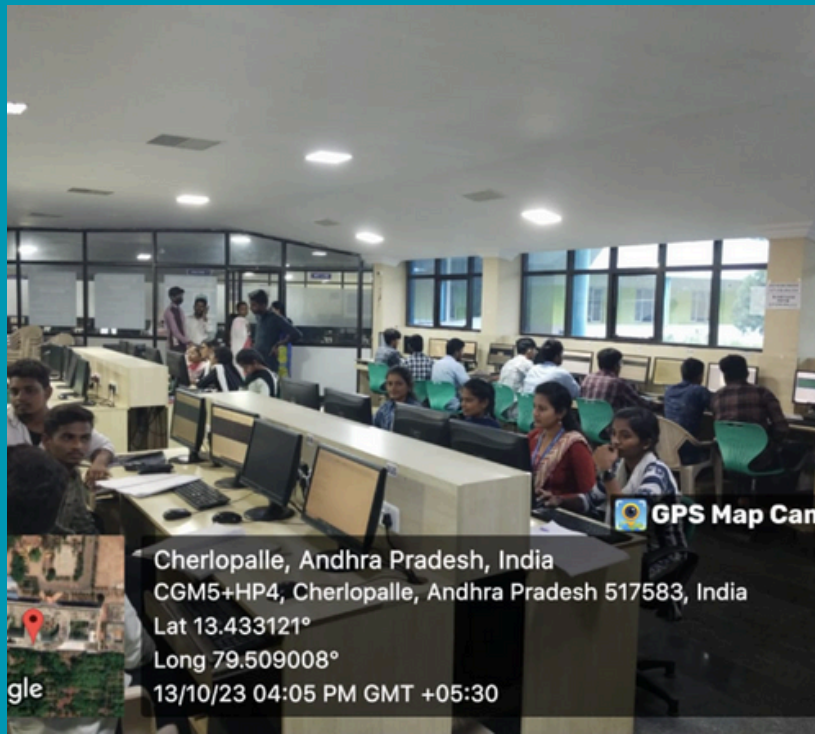 GPS Map Cam
Cherlopalle, Andhra Pradesh, India
CGM5+HP4, Cherlopalle, Andhra Pradesh 517583, India
Lat 13.433121°
Long 79.509008°
13/10/23 04:05 PM GMT +05:30
gle